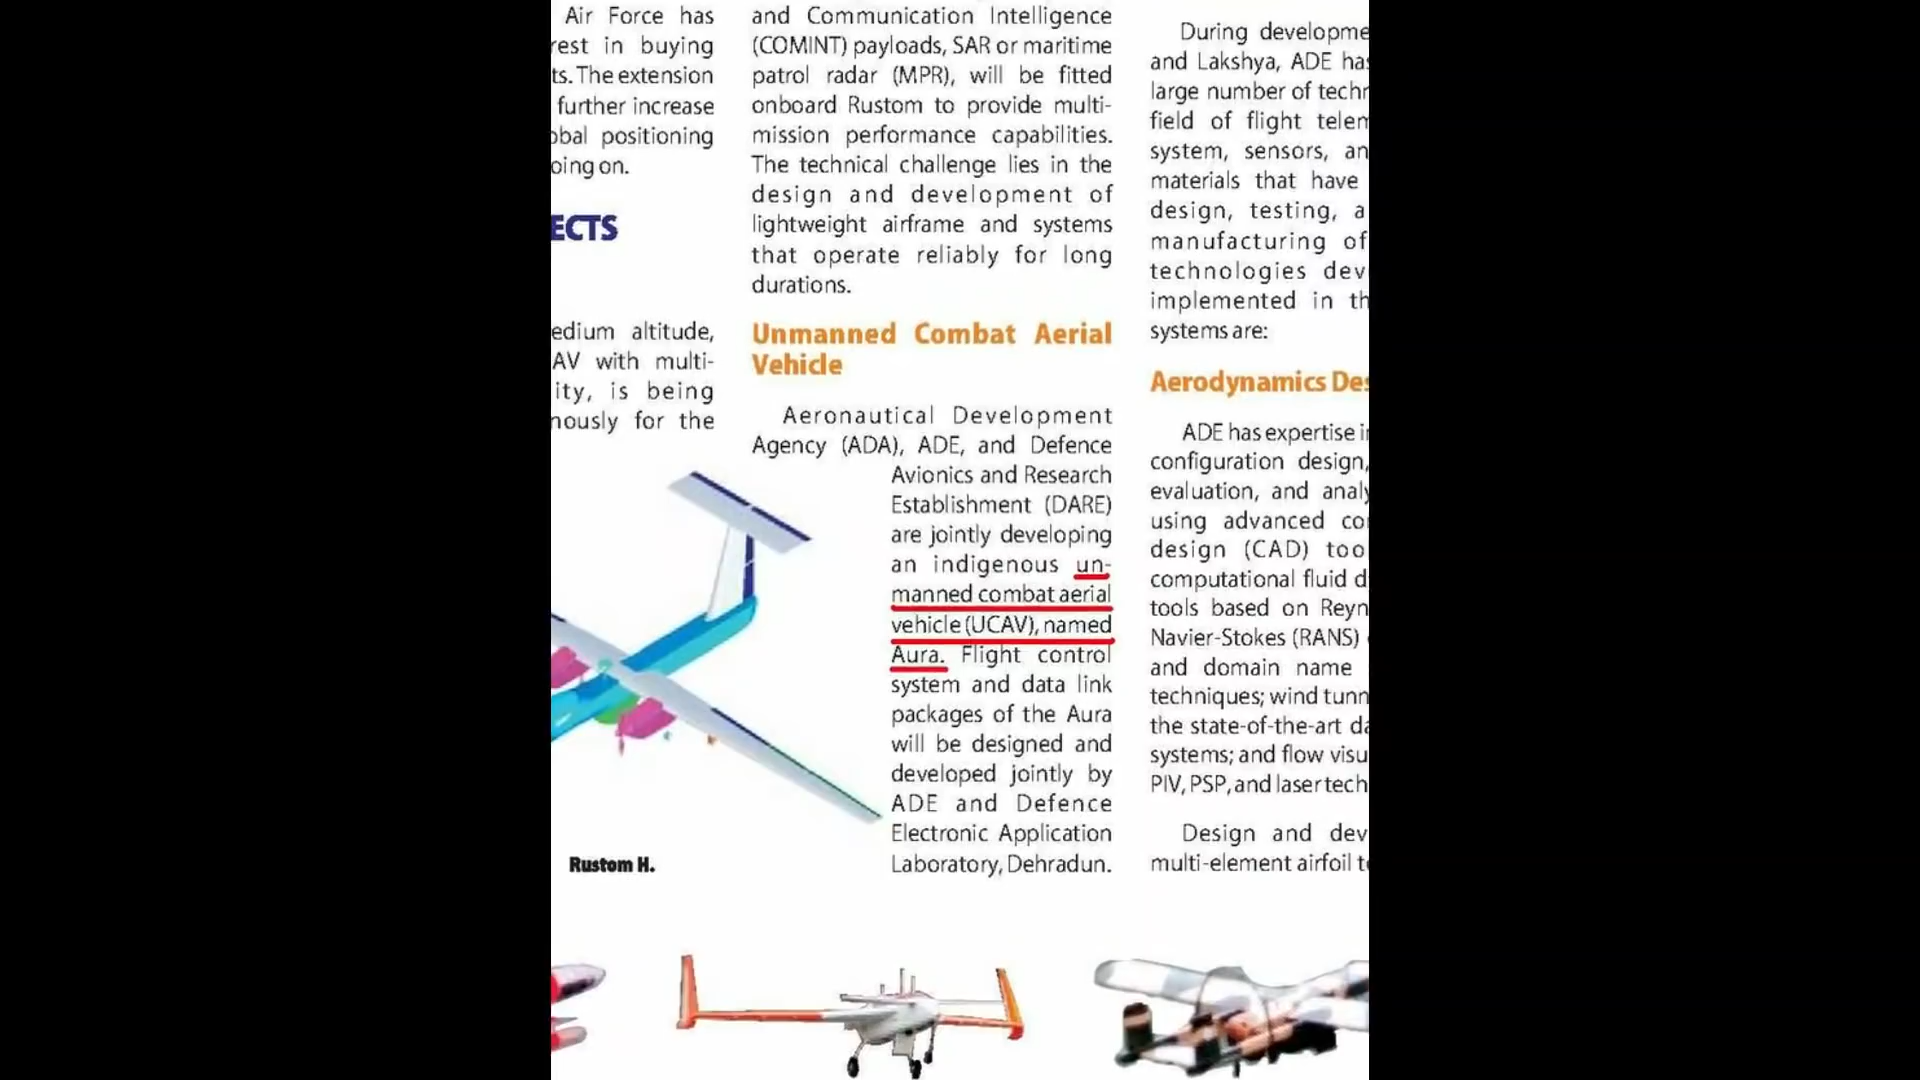 Air Force has
rest in buying
ts. The extension
further increase
obal positioning
oing on.
ECTS
edium altitude,
AV with multi-
ity, is being
nously for the
Rustom H.
and Communication Intelligence
(COMINT) payloads, SAR or maritime
patrol radar (MPR), will be fitted
onboard Rustom to provide multi-
mission performance capabilities.
The technical challenge lies in the
design and development of
lightweight airframe and systems
that operate reliably for long
durations.
Unmanned Combat Aerial
Vehicle
Aeronautical Development
Agency (ADA), ADE, and Defence
Avionics and Research
Establishment (DARE)
are jointly developing
an indigenous un-
manned combat aerial
vehicle (UCAV), named
Aura. Flight control
system and data link
packages of the Aura
will be designed and
developed jointly by
ADE and Defence
Electronic Application
Laboratory, Dehradun.
During developme
and Lakshya, ADE has
large number of techn
field of flight telem
system, sensors, an
materials that have
design, testing, a
manufacturing of
technologies dev
implemented in th
systems are:
Aerodynamics Des
ADE has expertise in
configuration design,
evaluation, and analy
using advanced co
design (CAD) too
computational fluid d
tools based on Reyn
Navier-Stokes (RANS)
and domain name
techniques; wind tunn
the state-of-the-art da
systems; and flow visu
PIV, PSP, and laser tech
Design and dev
multi-element airfoil t